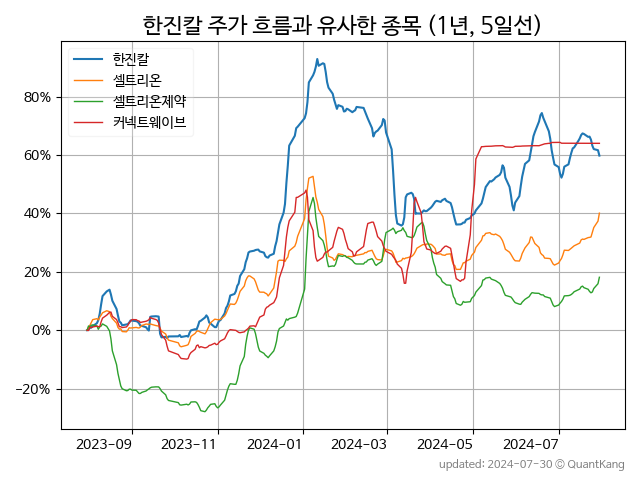 한진칼 주가 흐름과 유사한 종목 (1년, 5일선)
한진칼
셀트리온
셀트리온제약
커넥트웨이브
80%
60%
40%
20%
0%
−20%
2023-09 2023-11 2024-01 2024-03 2024-05 2024-07
updated: 2024-07-30 © QuantKang